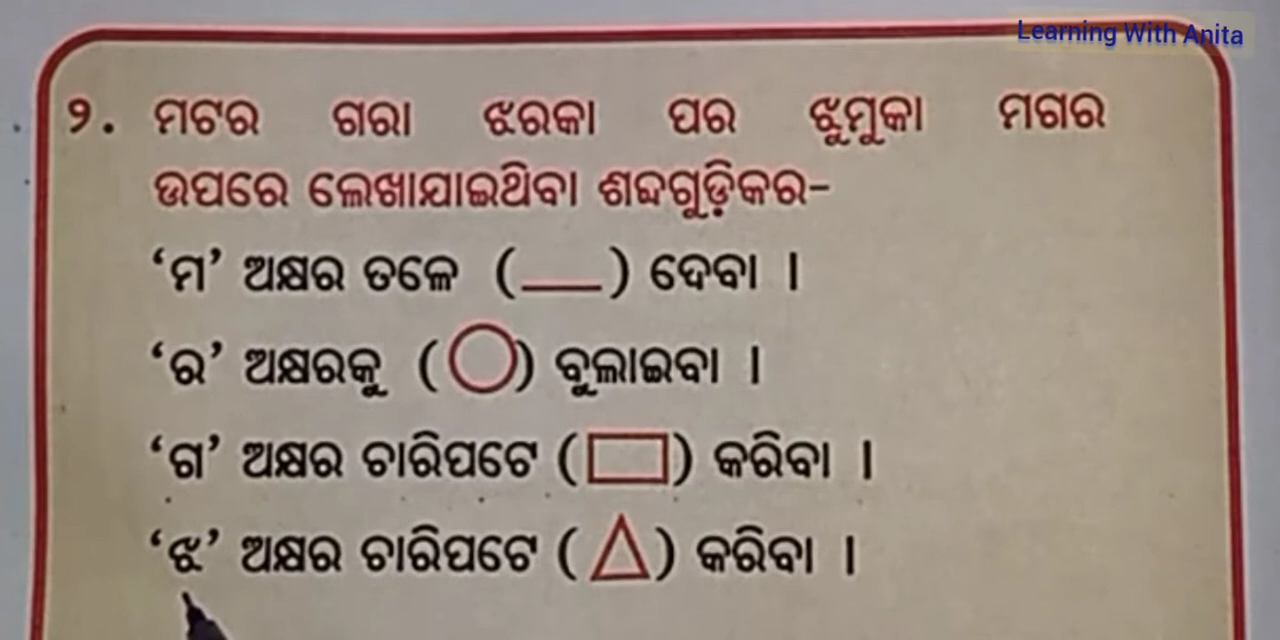 Learning With Anita
୨. ମଟର ଗରା ଝରକା ପର ଝୁମୁକା ମଗର
ଉପରେ ଲେଖାଯାଇଥିବା ଶବ୍ଦଗୁଡ଼ିକର-
‘ମ’ ଅକ୍ଷର ତଳେ (__) ଦେବା ।
‘ର’ ଅକ୍ଷରକୁ (○) ବୁଲାଇବା ।
‘ଗ’ ଅକ୍ଷର ଚାରିପଟେ (▭) କରିବା ।
‘ଝ’ ଅକ୍ଷର ଚାରିପଟେ (△) କରିବା ।